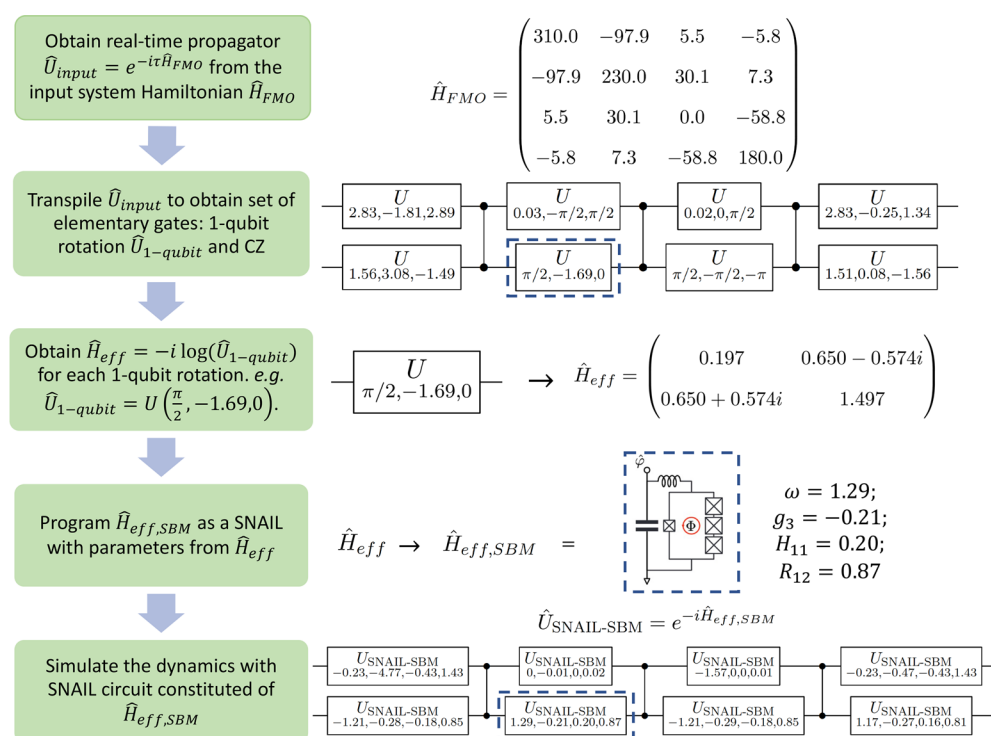 Obtain real-time propagator
Û_input = e^{−iτĤ_FMO} from the
input system Hamiltonian Ĥ_FMO
Ĥ_FMO =
310.0 −97.9 5.5 −5.8
−97.9 230.0 30.1 7.3
5.5 30.1 0.0 −58.8
−5.8 7.3 −58.8 180.0
Transpile Û_input to obtain set of
elementary gates: 1-qubit
rotation Û_1−qubit and CZ
U U U U
2.83,−1.81,2.89 0.03,−π/2,π/2 0.02,0,π/2 2.83,−0.25,1.34
U U U U
1.56,3.08,−1.49 π/2,−1.69,0 π/2,−π/2,−π 1.51,0.08,−1.56
Obtain Ĥ_eff = −i log(Û_1−qubit)
for each 1-qubit rotation. e.g.
Û_1−qubit = U (π/2, −1.69,0).
U
π/2,−1.69,0
→ Ĥ_eff =
0.197 0.650 − 0.574i
0.650 + 0.574i 1.497
Program Ĥ_eff,SBM as a SNAIL
with parameters from Ĥ_eff
Ĥ_eff → Ĥ_eff,SBM =
φ̂
Φ
ω = 1.29;
g_3 = −0.21;
H_11 = 0.20;
R_12 = 0.87
Û_SNAIL-SBM = e^{−iĤ_eff,SBM}
Simulate the dynamics with
SNAIL circuit constituted of
Ĥ_eff,SBM
U_SNAIL-SBM U_SNAIL-SBM U_SNAIL-SBM U_SNAIL-SBM
−0.23,−4.77,−0.43,1.43 0,−0.01,0,0.02 −1.57,0,0,0.01 −0.23,−0.47,−0.43,1.43
U_SNAIL-SBM U_SNAIL-SBM U_SNAIL-SBM U_SNAIL-SBM
−1.21,−0.28,−0.18,0.85 1.29,−0.21,0.20,0.87 −1.21,−0.29,−0.18,0.85 1.17,−0.27,0.16,0.81